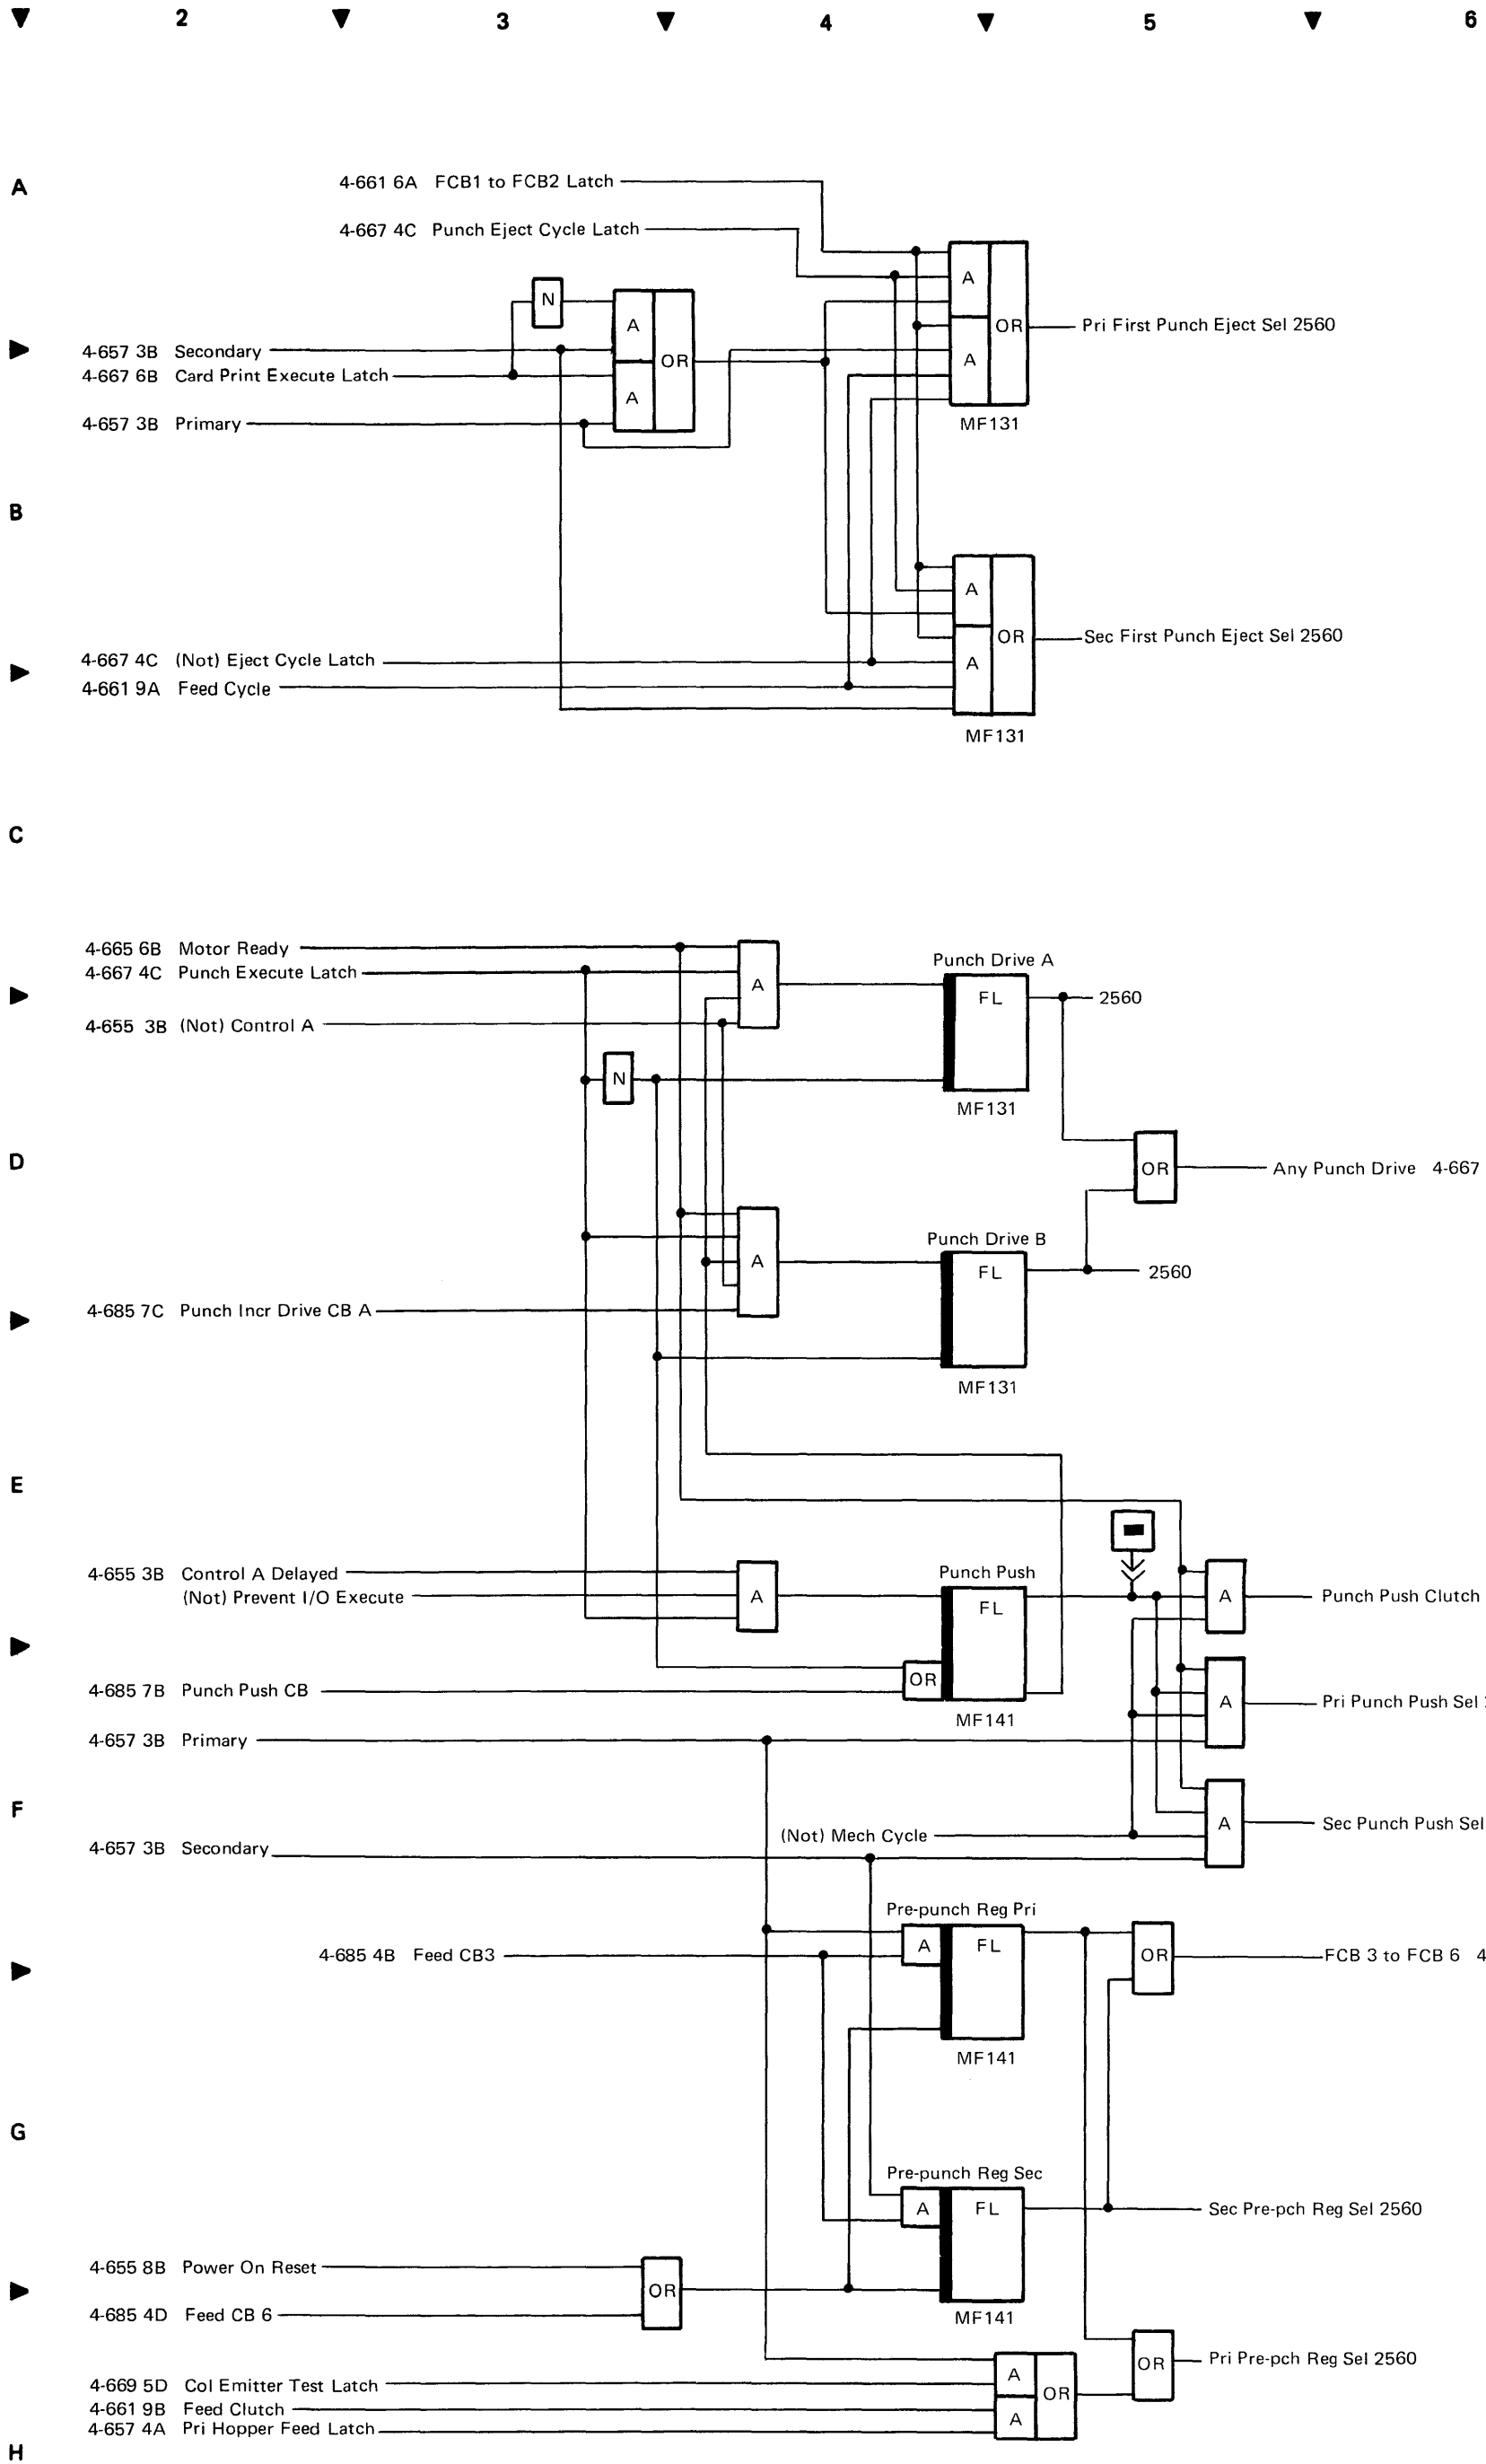 2 3 4 5 6
A
4-661 6A FCB1 to FCB2 Latch
4-667 4C Punch Eject Cycle Latch
N
A
A
OR
A
A
OR
Pri First Punch Eject Sel 2560
MF131
4-657 3B Secondary
4-667 6B Card Print Execute Latch
4-657 3B Primary
B
A
A
OR
Sec First Punch Eject Sel 2560
MF131
4-667 4C (Not) Eject Cycle Latch
4-661 9A Feed Cycle
C
4-665 6B Motor Ready
4-667 4C Punch Execute Latch
4-655 3B (Not) Control A
A
N
Punch Drive A
FL
2560
MF131
D
OR
Any Punch Drive 4-667
A
Punch Drive B
FL
2560
MF131
4-685 7C Punch Incr Drive CB A
E
4-655 3B Control A Delayed
(Not) Prevent I/O Execute
A
Punch Push
FL
OR
MF141
4-685 7B Punch Push CB
4-657 3B Primary
A
Punch Push Clutch
A
Pri Punch Push Sel
F
A
Sec Punch Push Sel
(Not) Mech Cycle
4-657 3B Secondary
Pre-punch Reg Pri
4-685 4B Feed CB3
A
FL
OR
FCB 3 to FCB 6 4
MF141
G
Pre-punch Reg Sec
A
FL
Sec Pre-pch Reg Sel 2560
MF141
4-655 8B Power On Reset
OR
4-685 4D Feed CB 6
4-669 5D Col Emitter Test Latch
4-661 9B Feed Clutch
4-657 4A Pri Hopper Feed Latch
A
A
OR
OR
Pri Pre-pch Reg Sel 2560
H